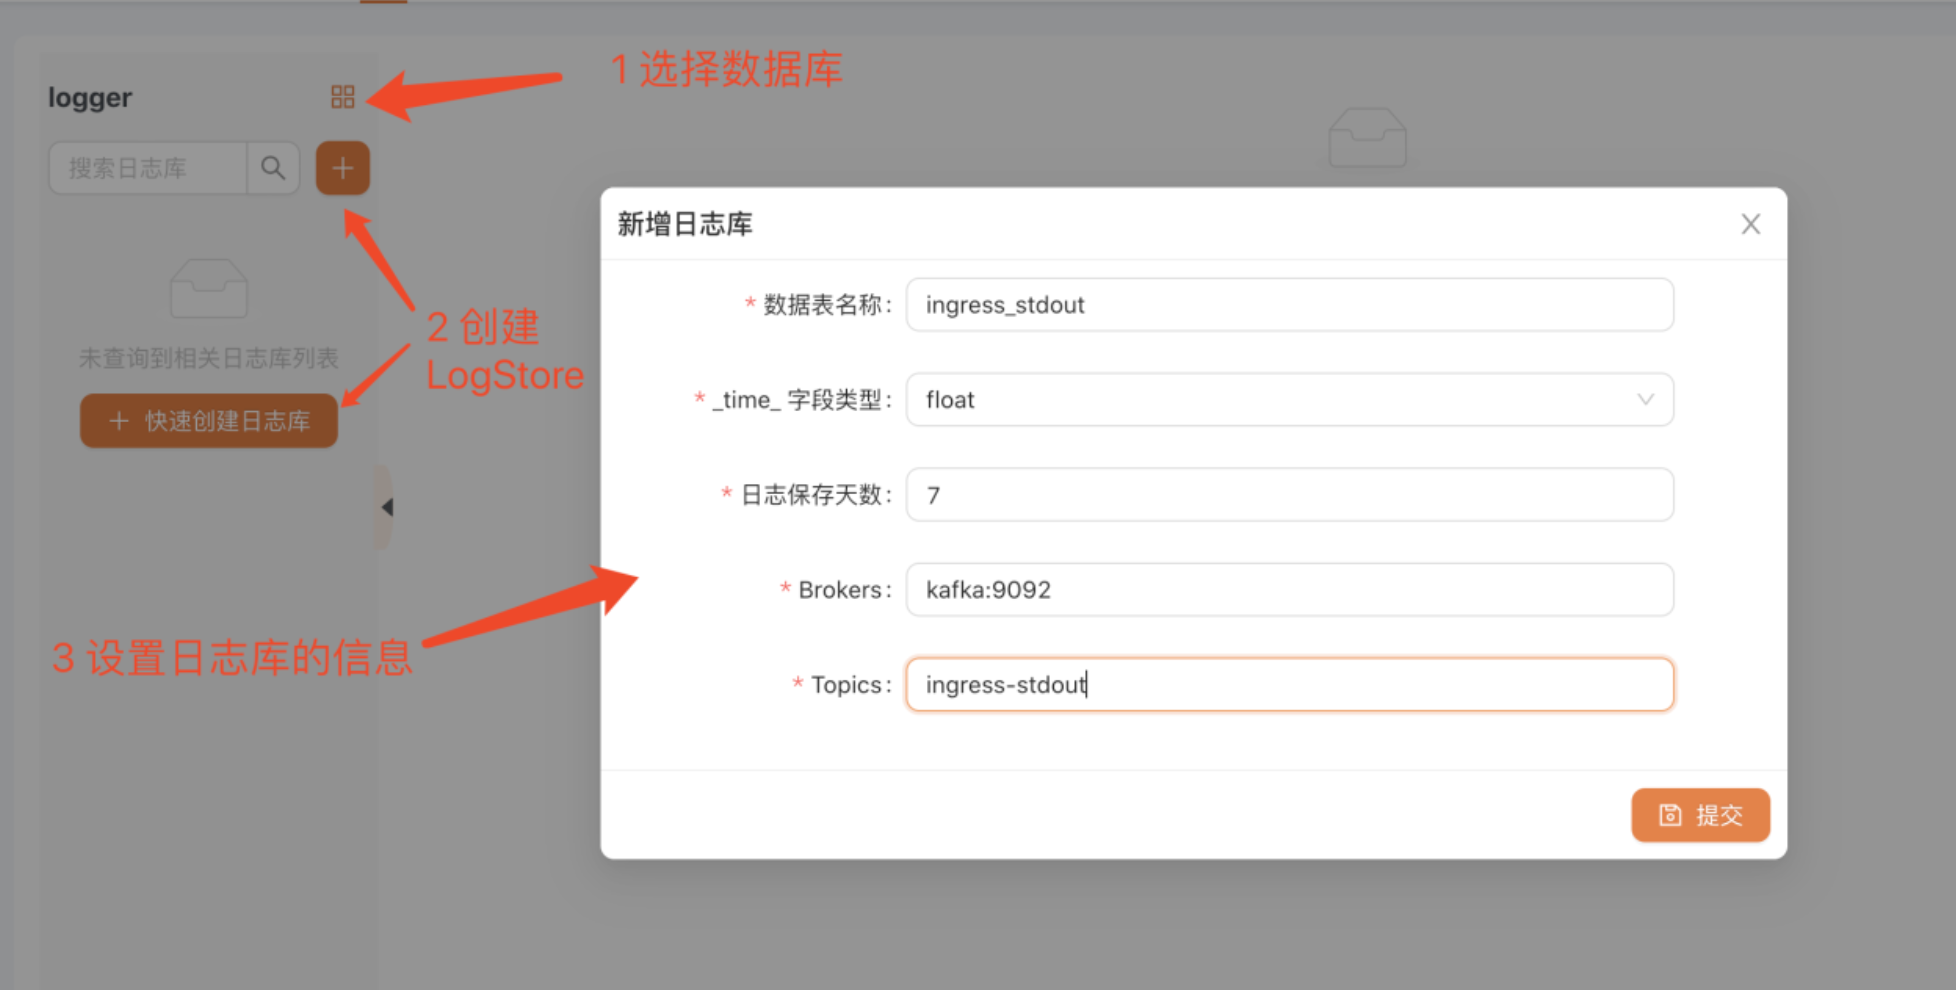 1 选择数据库
logger
搜索日志库
新增日志库
* 数据表名称:
ingress_stdout
2 创建
LogStore
未查询到相关日志库列表
* _time_ 字段类型:
float
快速创建日志库
* 日志保存天数:
7
* Brokers:
kafka:9092
3 设置日志库的信息
* Topics:
ingress-stdout
提交